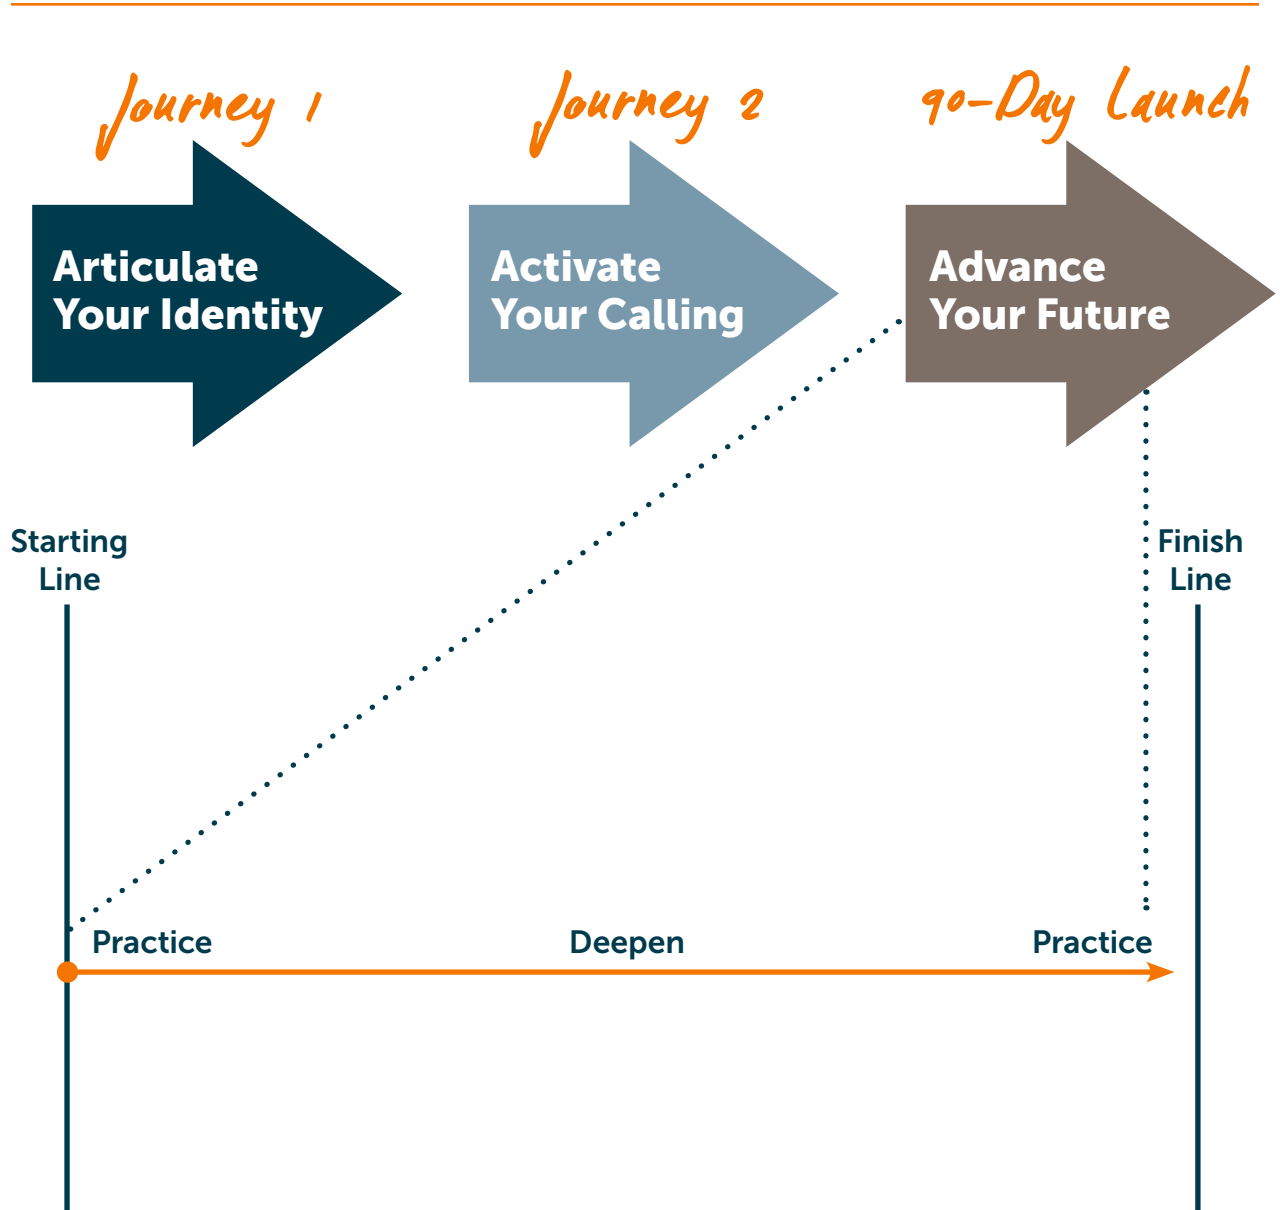 Journey 1
Journey 2
90-Day Launch
Articulate
Your Identity
Activate
Your Calling
Advance
Your Future
Starting
Line
Finish
Line
Practice
Deepen
Practice